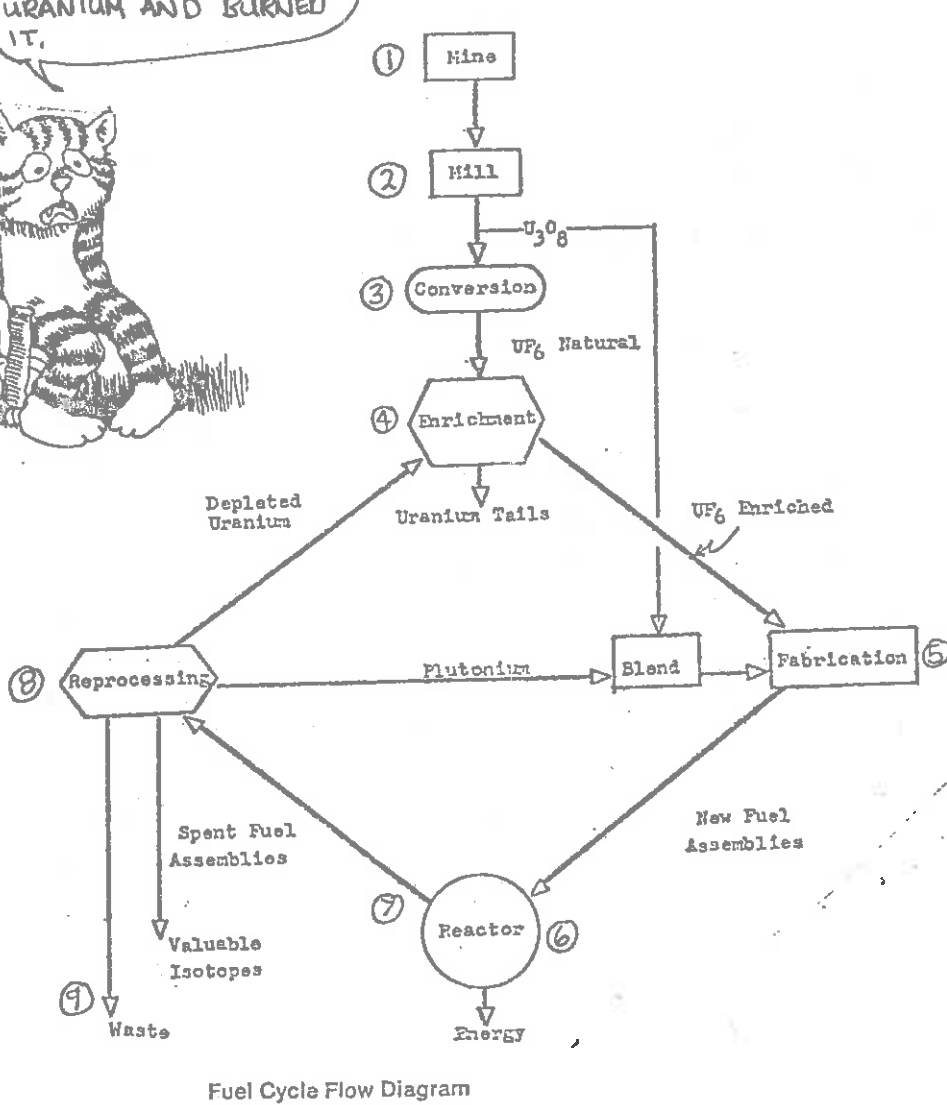 URANIUM AND BURNED
IT.
① Mine
② Mill
U3O8
③ Conversion
UF6 Natural
④ Enrichment
Depleted
Uranium
Uranium Tails
UF6 Enriched
⑧ Reprocessing
Plutonium
Blend
Fabrication ⑤
Spent Fuel
Assemblies
New Fuel
Assemblies
⑦
Reactor ⑥
Valuable
Isotopes
⑨
Waste
Energy
Fuel Cycle Flow Diagram